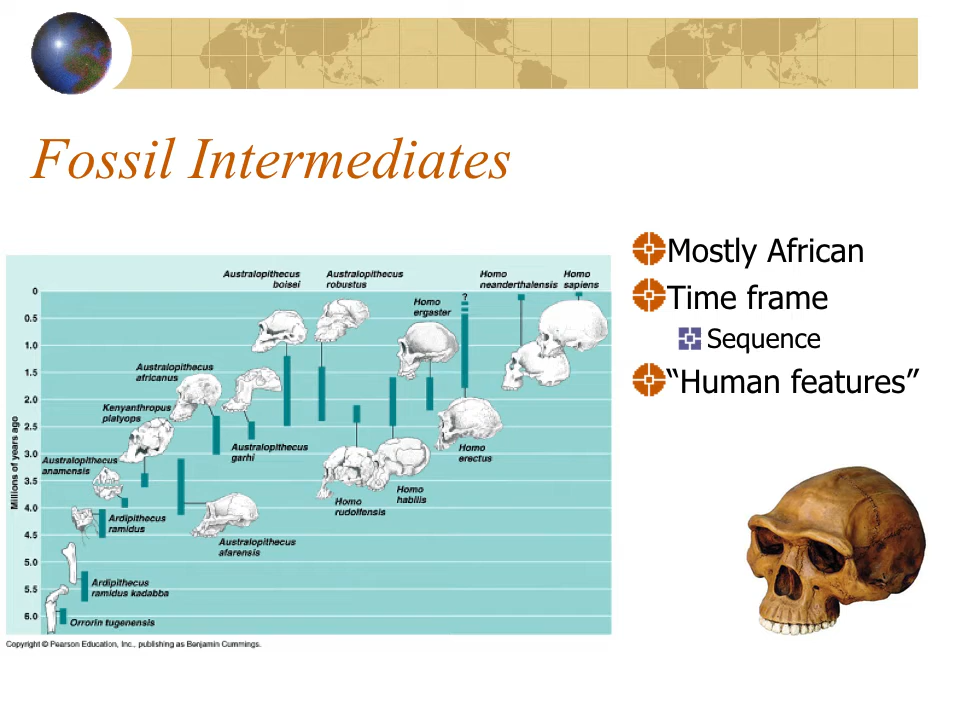 Fossil Intermediates
Mostly African
Time frame
Sequence
“Human features”
Australopithecus
boisei
Australopithecus
robustus
Homo
neanderthalensis
Homo
sapiens
?
Homo
ergaster
Australopithecus
africanus
Kenyanthropus
platyops
Australopithecus
anamensis
Australopithecus
garhi
Homo
erectus
Homo
habilis
Homo
rudolfensis
Ardipithecus
ramidus
Australopithecus
afarensis
Ardipithecus
ramidus kadabba
Orrorin tugenensis
Millions of years ago
0
0.5
1.0
1.5
2.0
2.5
3.0
3.5
4.0
4.5
5.0
5.5
6.0
Copyright © Pearson Education, Inc., publishing as Benjamin Cummings.